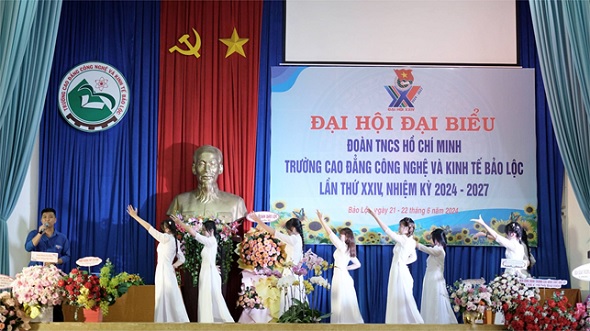 TRƯỜNG CAO ĐẲNG CÔNG NGHỆ VÀ KINH TẾ BẢO LỘC
ĐẠI HỘI ĐẠI BIỂU
ĐOÀN TNCS HỒ CHÍ MINH
TRƯỜNG CAO ĐẲNG CÔNG NGHỆ VÀ KINH TẾ BẢO LỘC
LẦN THỨ XXIV, NHIỆM KỲ 2024 - 2027
Bảo Lộc, ngày 21 - 22 tháng 6 năm 2024